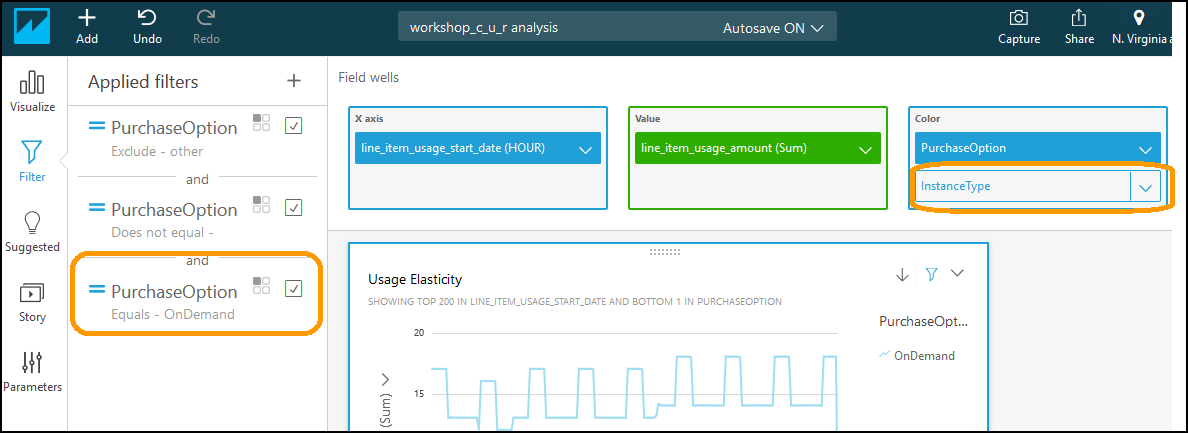 Add
Undo
Redo
workshop_c_u_r analysis
Autosave ON
Capture
Share
N. Virginia a
Visualize
Filter
Suggested
Story
Parameters
Applied filters
PurchaseOption
Exclude - other
and
PurchaseOption
Does not equal -
and
PurchaseOption
Equals - OnDemand
Field wells
X axis
line_item_usage_start_date (HOUR)
Value
line_item_usage_amount (Sum)
Color
PurchaseOption
InstanceType
Usage Elasticity
SHOWING TOP 200 IN LINE_ITEM_USAGE_START_DATE AND BOTTOM 1 IN PURCHASEOPTION
20
15
(Sum)
PurchaseOpt...
OnDemand